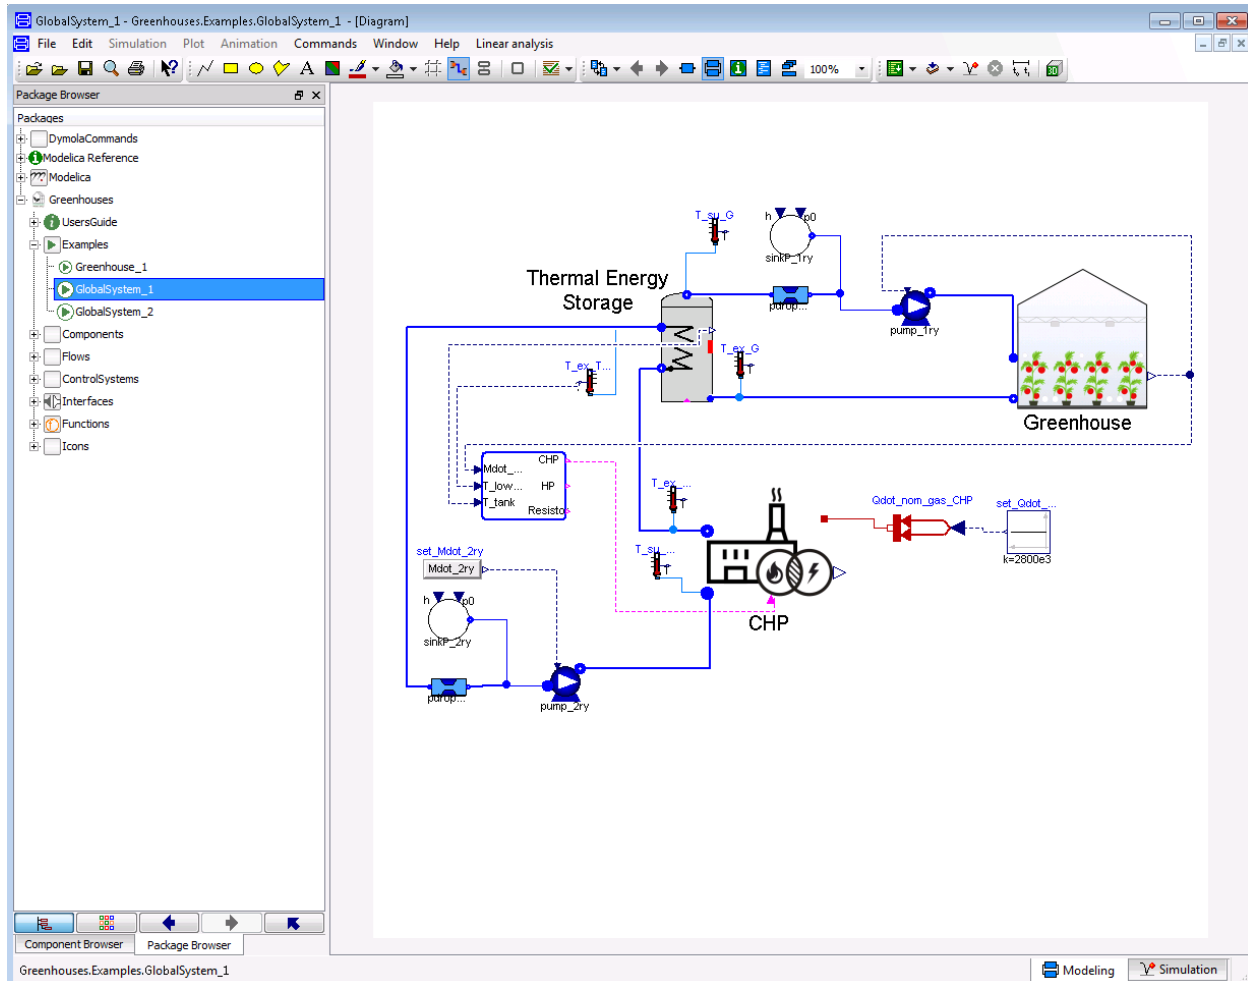 GlobalSystem_1 - Greenhouses.Examples.GlobalSystem_1 - [Diagram]
File Edit Simulation Plot Animation Commands Window Help Linear analysis
100%
Package Browser
Packages
DymolaCommands
Modelica Reference
Modelica
Greenhouses
UsersGuide
Examples
Greenhouse_1
GlobalSystem_1
GlobalSystem_2
Components
Flows
ControlSystems
Interfaces
Functions
Icons
Component Browser
Package Browser
Greenhouses.Examples.GlobalSystem_1
Modeling
Simulation
T_su_G
h
p0
sinkP_1ry
Thermal Energy
Storage
pdrop...
pump_1ry
T_ex_G
T_ex_T...
Greenhouse
CHP
Mdot_...
T_low...
HP
T_tank
Resisto
T_ex_...
Qdot_nom_gas_CHP
set_Qdot_...
k=2800e3
set_Mdot_2ry
Mdot_2ry
T_su_...
h
p0
sinkP_2ry
CHP
pdrop...
pump_2ry